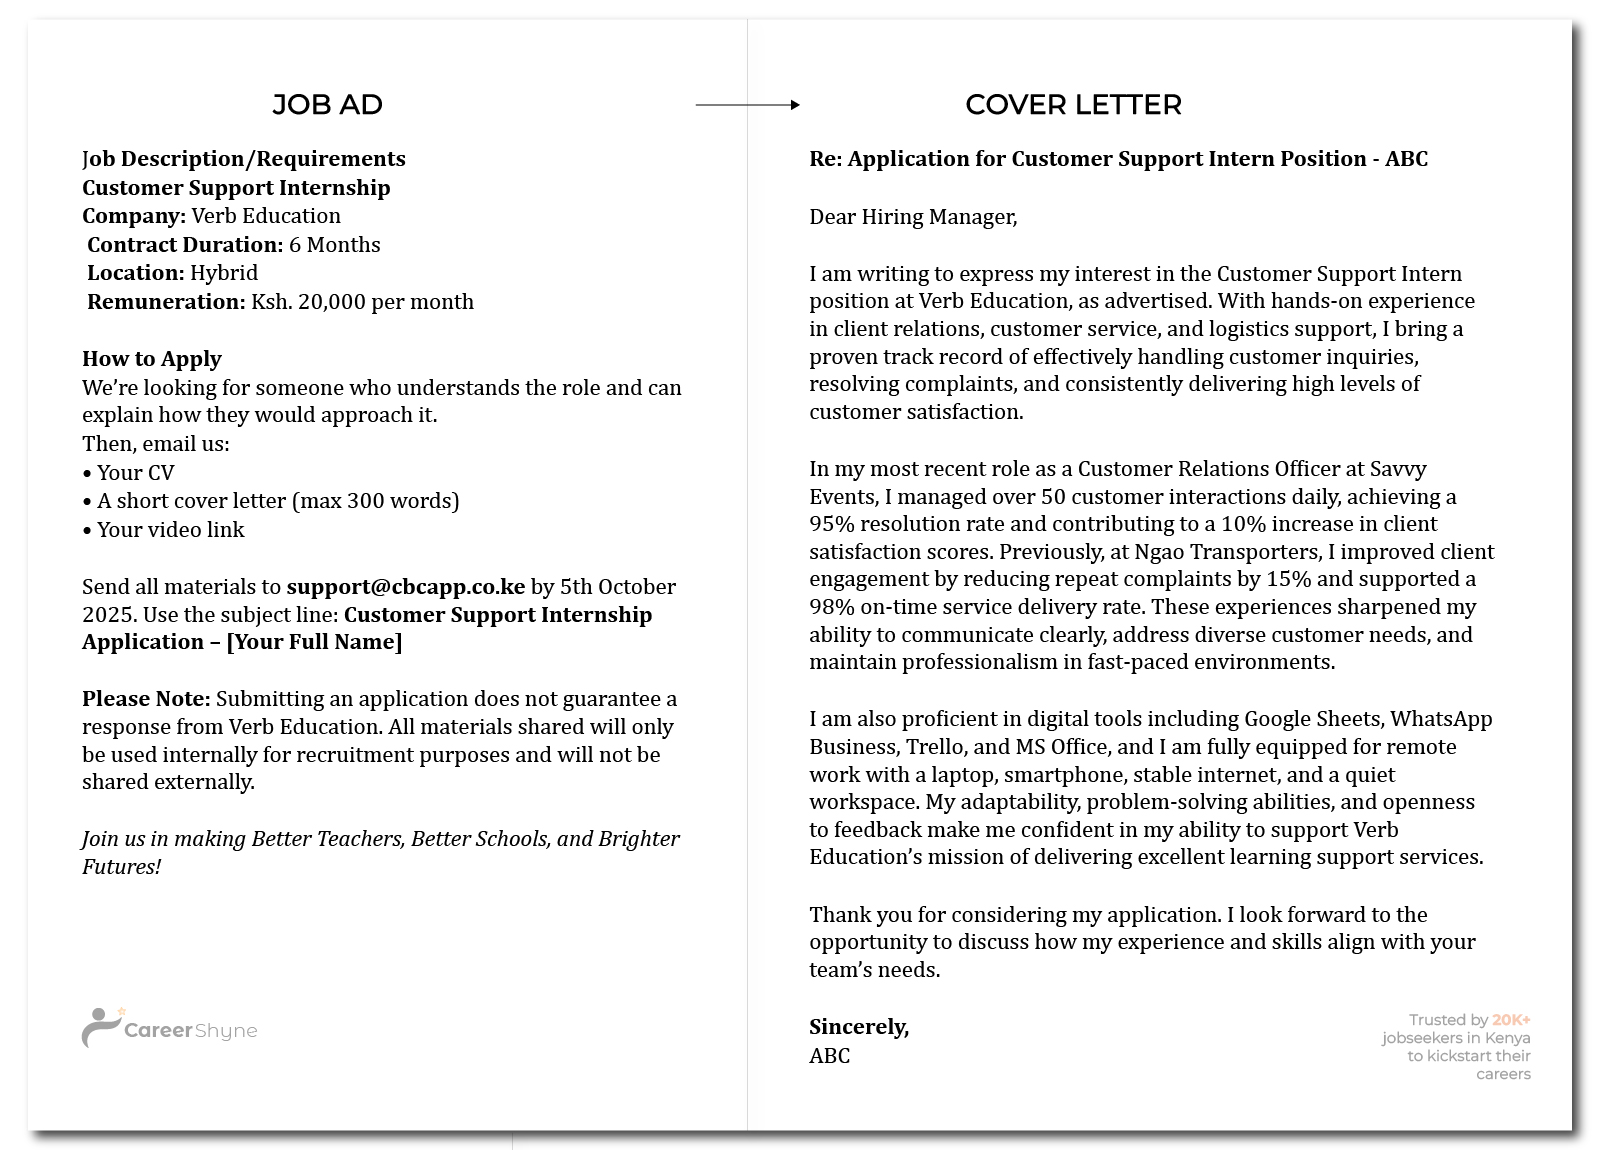 JOB AD
Job Description/Requirements
Customer Support Internship
Company: Verb Education
Contract Duration: 6 Months
Location: Hybrid
Remuneration: Ksh. 20,000 per month
How to Apply
We’re looking for someone who understands the role and can
explain how they would approach it.
Then, email us:
• Your CV
• A short cover letter (max 300 words)
• Your video link
Send all materials to support@cbcapp.co.ke by 5th October
2025. Use the subject line: Customer Support Internship
Application – [Your Full Name]
Please Note: Submitting an application does not guarantee a
response from Verb Education. All materials shared will only
be used internally for recruitment purposes and will not be
shared externally.
Join us in making Better Teachers, Better Schools, and Brighter
Futures!
CareerShyne
COVER LETTER
Re: Application for Customer Support Intern Position - ABC
Dear Hiring Manager,
I am writing to express my interest in the Customer Support Intern
position at Verb Education, as advertised. With hands-on experience
in client relations, customer service, and logistics support, I bring a
proven track record of effectively handling customer inquiries,
resolving complaints, and consistently delivering high levels of
customer satisfaction.
In my most recent role as a Customer Relations Officer at Savvy
Events, I managed over 50 customer interactions daily, achieving a
95% resolution rate and contributing to a 10% increase in client
satisfaction scores. Previously, at Ngao Transporters, I improved client
engagement by reducing repeat complaints by 15% and supported a
98% on-time service delivery rate. These experiences sharpened my
ability to communicate clearly, address diverse customer needs, and
maintain professionalism in fast-paced environments.
I am also proficient in digital tools including Google Sheets, WhatsApp
Business, Trello, and MS Office, and I am fully equipped for remote
work with a laptop, smartphone, stable internet, and a quiet
workspace. My adaptability, problem-solving abilities, and openness
to feedback make me confident in my ability to support Verb
Education’s mission of delivering excellent learning support services.
Thank you for considering my application. I look forward to the
opportunity to discuss how my experience and skills align with your
team’s needs.
Sincerely,
ABC
Trusted by 20K+
jobseekers in Kenya
to kickstart their
careers